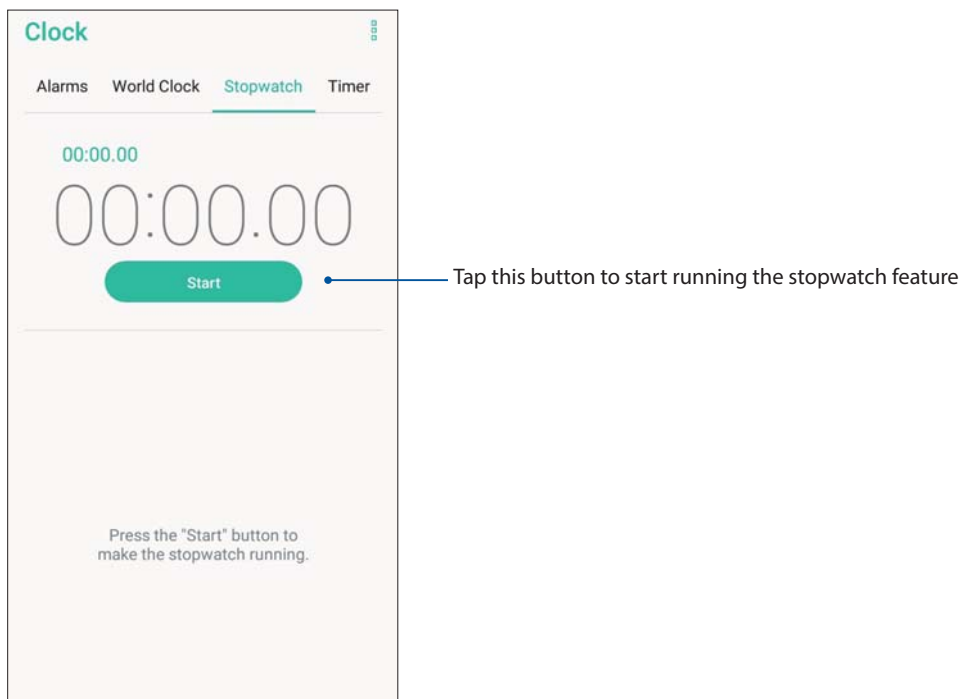 Clock
Alarms World Clock Stopwatch Timer
00:00.00
00:00.00
Start
Tap this button to start running the stopwatch feature
Press the "Start" button to
make the stopwatch running.